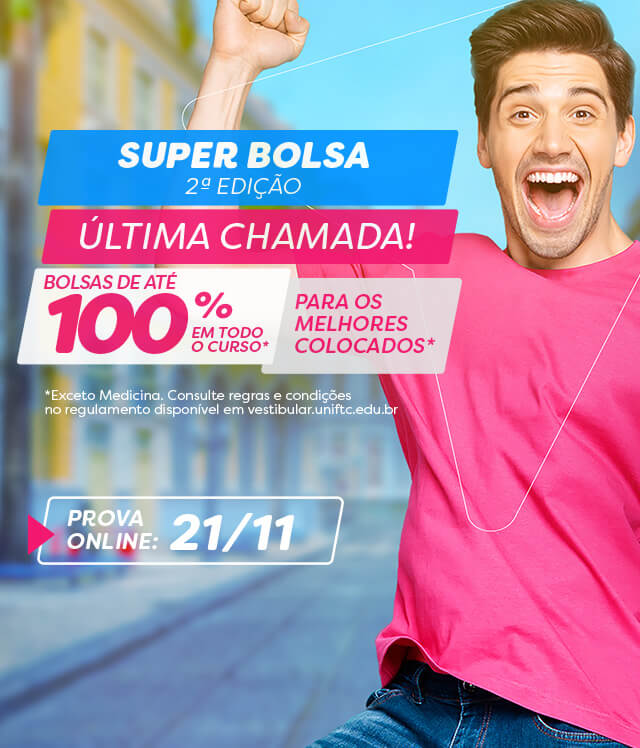 SUPER BOLSA
2ª EDIÇÃO
ÚLTIMA CHAMADA!
BOLSAS DE ATÉ
100%
EM TODO
O CURSO*
PARA OS
MELHORES
COLOCADOS*
*Exceto Medicina. Consulte regras e condições
no regulamento disponível em vestibular.uniftc.edu.br
PROVA
ONLINE: 21/11